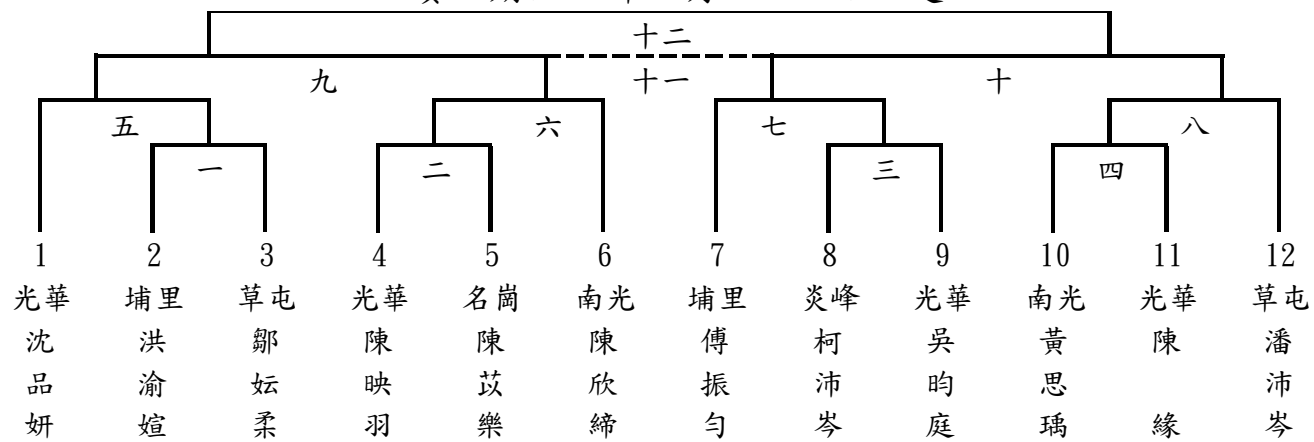 十二
九 十一 十
五 六 七 八
一 二 三 四
1 2 3 4 5 6 7 8 9 10 11 12
光華 埔里 草屯 光華 名崗 南光 埔里 炎峰 光華 南光 光華 草屯
沈 洪 鄒 陳 陳 陳 傅 柯 吳 黃 陳 潘
品 渝 妘 映 苡 欣 振 沛 昀 思 沛
妍 媗 柔 羽 樂 締 勻 岑 庭 瑀 緣 岑